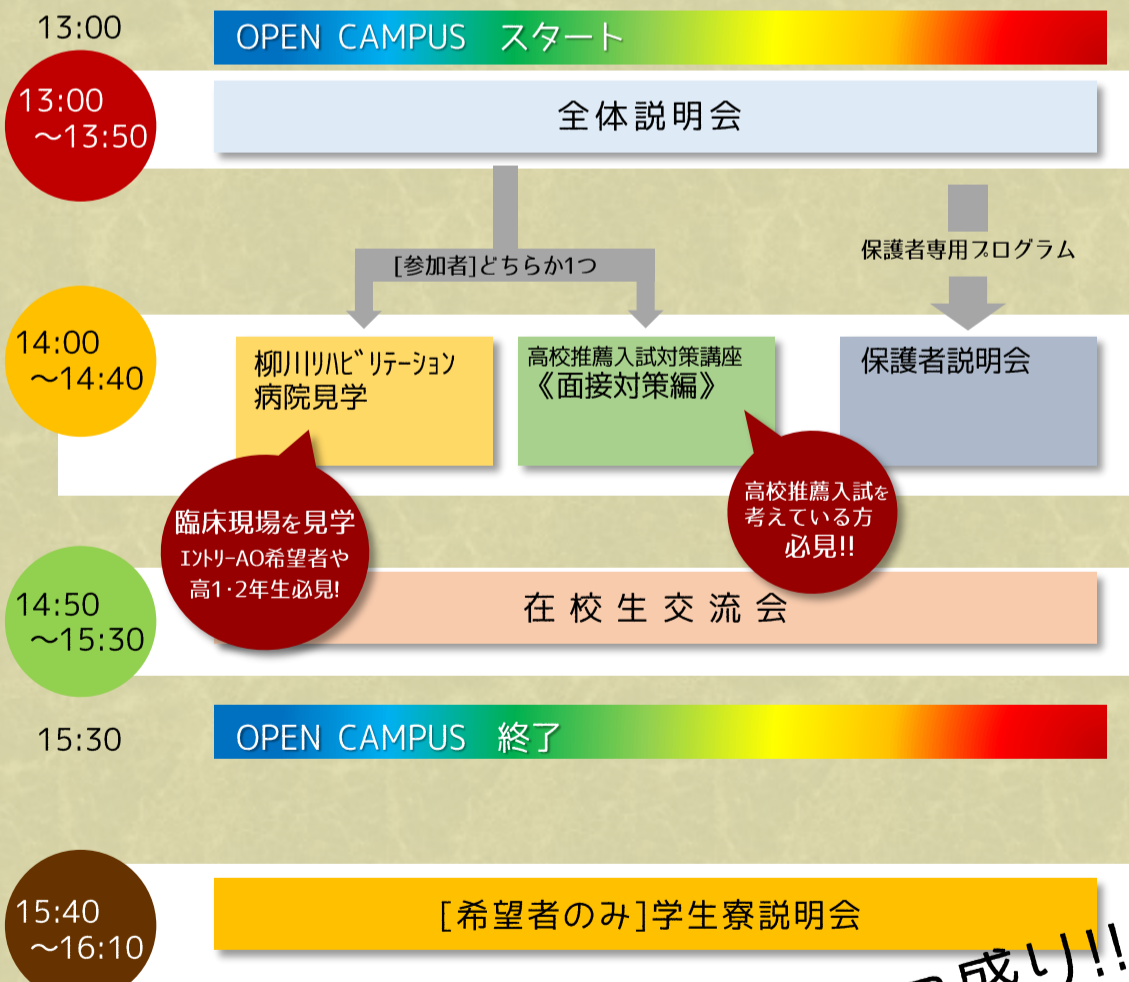 13:00
OPEN CAMPUS スタート
13:00
～13:50
全体説明会
[参加者]どちらか1つ
保護者専用プログラム
14:00
～14:40
柳川ﾘﾊﾋﾞﾘﾃｰｼｮﾝ
病院見学
高校推薦入試対策講座
《面接対策編》
保護者説明会
臨床現場を見学
ｴﾝﾄﾘｰAO希望者や
高1･2年生必見!
高校推薦入試を
考えている方
必見!!
14:50
～15:30
在校生交流会
15:30
OPEN CAMPUS 終了
15:40
～16:10
[希望者のみ]学生寮説明会
盛り!!